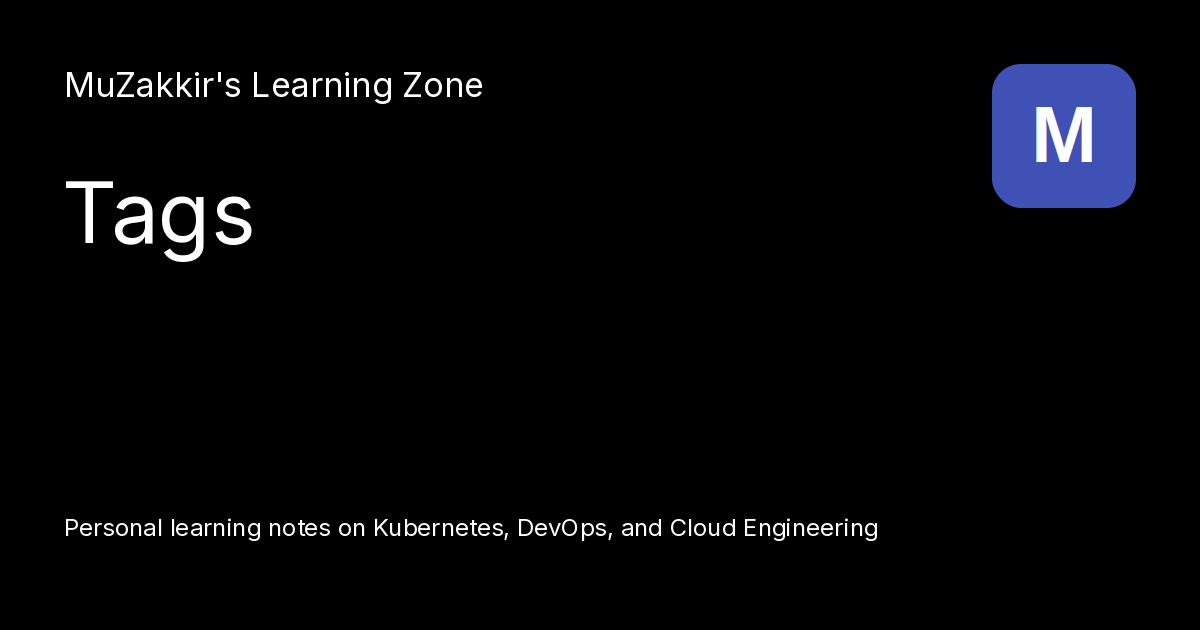 MuZakkir's Learning Zone
M
Tags
Personal learning notes on Kubernetes, DevOps, and Cloud Engineering